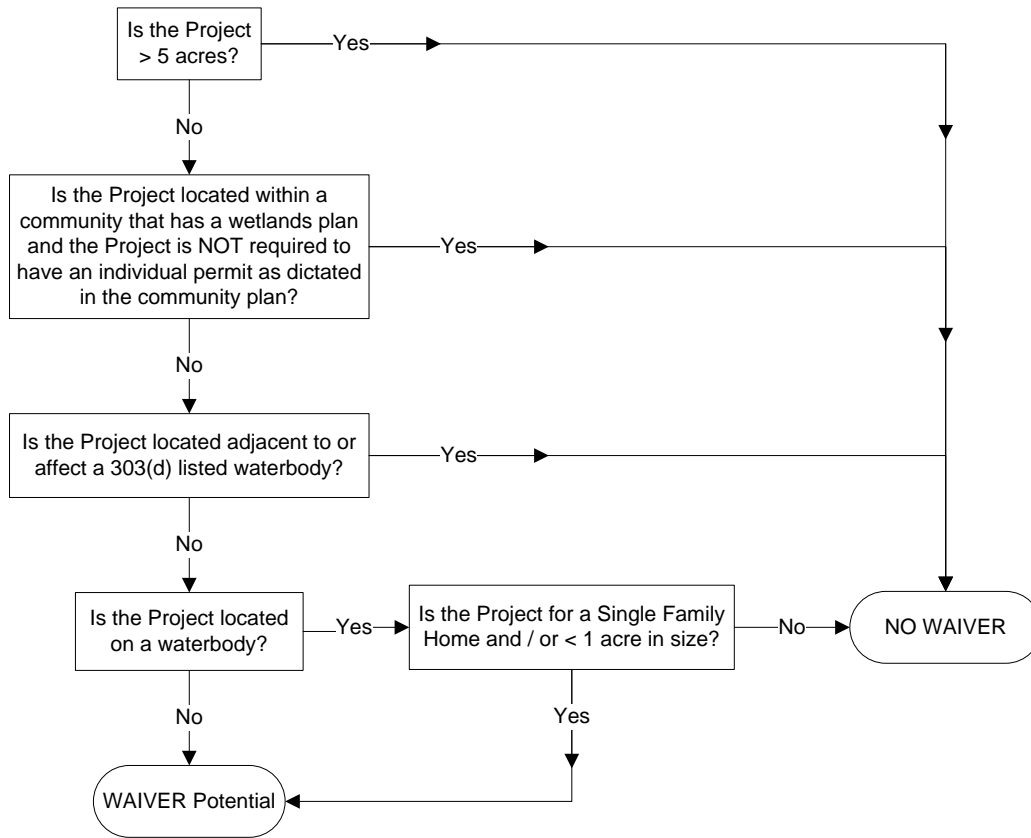 Is the Project
> 5 acres?
Yes
No
Is the Project located within a
community that has a wetlands plan
and the Project is NOT required to
have an individual permit as dictated
in the community plan?
Yes
No
Is the Project located adjacent to or
affect a 303(d) listed waterbody?
Yes
No
Is the Project located
on a waterbody?
Yes
Is the Project for a Single Family
Home and / or < 1 acre in size?
No
NO WAIVER
No
Yes
WAIVER Potential